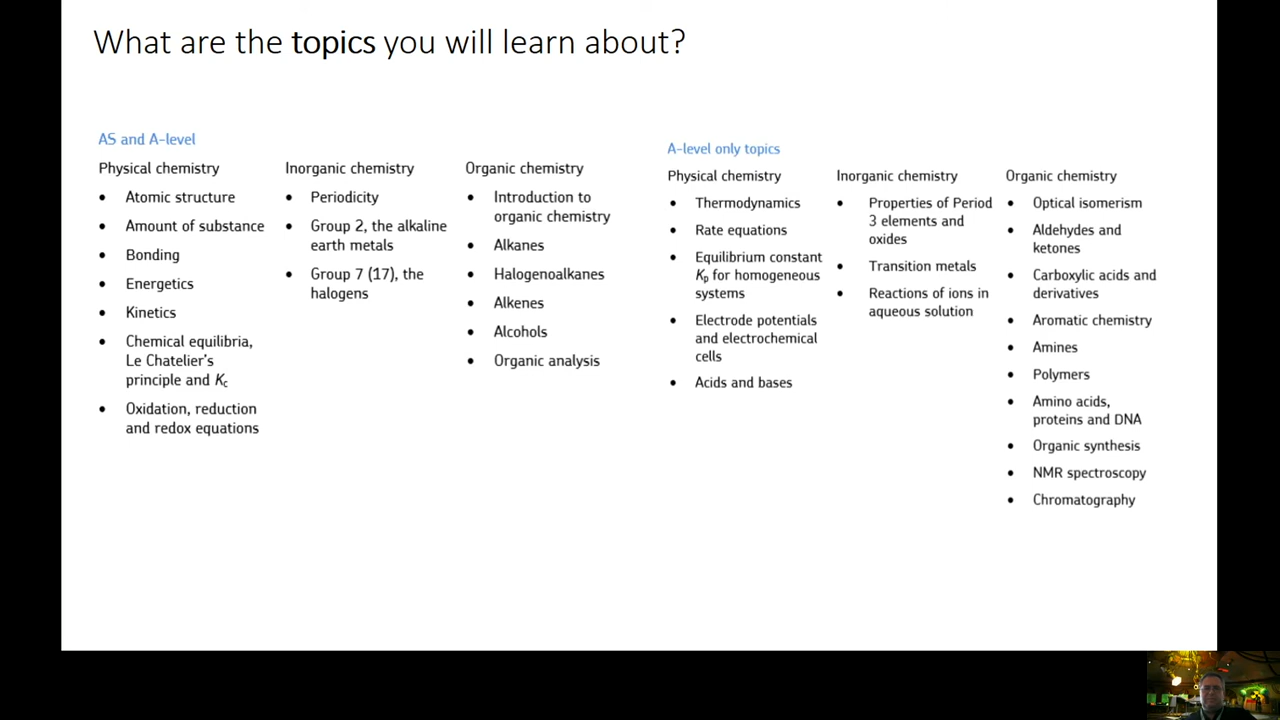 What are the topics you will learn about?
AS and A-level
Physical chemistry
• Atomic structure
• Amount of substance
• Bonding
• Energetics
• Kinetics
• Chemical equilibria,
Le Chatelier's
principle and Kc
• Oxidation, reduction
and redox equations
Inorganic chemistry
• Periodicity
• Group 2, the alkaline
earth metals
• Group 7 (17), the
halogens
Organic chemistry
• Introduction to
organic chemistry
• Alkanes
• Halogenoalkanes
• Alkenes
• Alcohols
• Organic analysis
A-level only topics
Physical chemistry
• Thermodynamics
• Rate equations
• Equilibrium constant
Kp for homogeneous
systems
• Electrode potentials
and electrochemical
cells
• Acids and bases
Inorganic chemistry
• Properties of Period
3 elements and
oxides
• Transition metals
• Reactions of ions in
aqueous solution
Organic chemistry
• Optical isomerism
• Aldehydes and
ketones
• Carboxylic acids and
derivatives
• Aromatic chemistry
• Amines
• Polymers
• Amino acids,
proteins and DNA
• Organic synthesis
• NMR spectroscopy
• Chromatography